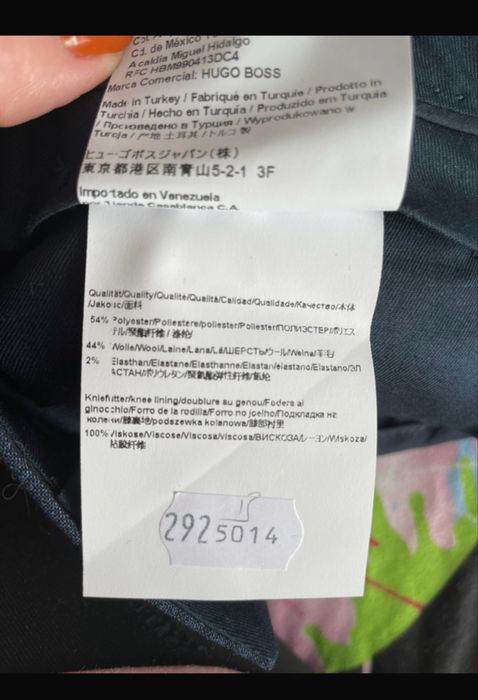 Cd. de México
Alcaldía Miguel Hidalgo
RFC HBM990413DC4
Marca Comercial: HUGO BOSS
Made in Turkey / Fabriqué en Turquie / Prodotto in
Turchia / Hecho en Turquía / Produzido em Turquia
/ Произведено в Турция / Wyprodukowano w
Turcja / 产地 土耳其 / トルコ 製
ヒューゴボスジャパン(株)
東京都港区南青山5-2-1 3F
Importado en Venezuela
por Tienda Casablanca C.A.
Qualität/Quality/Qualité/Qualità/Calidad/Qualidade/Качество/本体
/Jakość/面料
54% Polyester/Poliestere/poliester/Poliester/ПОЛИЭСТЕР/ポリエス
テル/聚酯纤维 / 涤纶/
44% Wolle/Wool/Laine/Lana/Lã/ШЕРСТЬ/ウール/Wełna/羊毛/
2% Elasthan/Elastane/Élasthanne/Elastan/elastano/Elastano/ЭЛ
АСТАН/ポリウレタン/聚氨酯弹性纤维/氨纶
Kniefutter/knee lining/doublure au genou/Fodera al
ginocchio/Forro de la rodilla/Forro no joelho/Подкладка на
колени/膝裏地/podszewka kolanowa/膝部衬里
100% Viskose/Viscose/Viscosa/viscosa/ВИСКОЗА/レーヨン/Wiskoza/
粘胶纤维
2925014